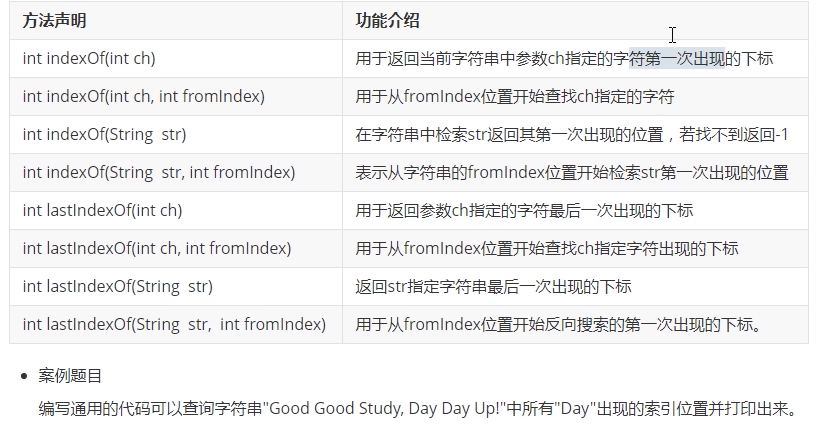 方法声明 功能介绍
int indexOf(int ch) 用于返回当前字符串中参数ch指定的字符第一次出现的下标
int indexOf(int ch, int fromIndex) 用于从fromIndex位置开始查找ch指定的字符
int indexOf(String str) 在字符串中检索str返回其第一次出现的位置，若找不到返回-1
int indexOf(String str, int fromIndex) 表示从字符串的fromIndex位置开始检索str第一次出现的位置
int lastIndexOf(int ch) 用于返回参数ch指定的字符最后一次出现的下标
int lastIndexOf(int ch, int fromIndex) 用于从fromIndex位置开始查找ch指定字符出现的下标
int lastIndexOf(String str) 返回str指定字符串最后一次出现的下标
int lastIndexOf(String str, int fromIndex) 用于从fromIndex位置开始反向搜索的第一次出现的下标。
• 案例题目
编写通用的代码可以查询字符串"Good Good Study, Day Day Up!"中所有"Day"出现的索引位置并打印出来。